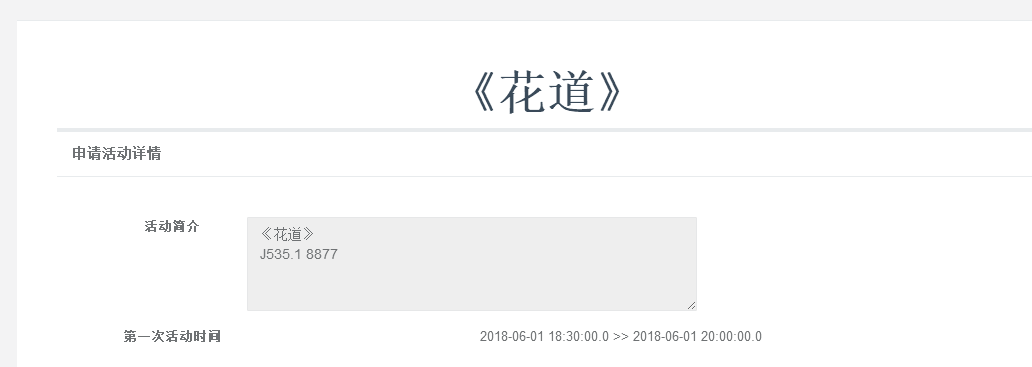 《花道》
申请活动详情
活动简介
《花道》
J535.1 8877
第一次活动时间
2018-06-01 18:30:00.0 >> 2018-06-01 20:00:00.0